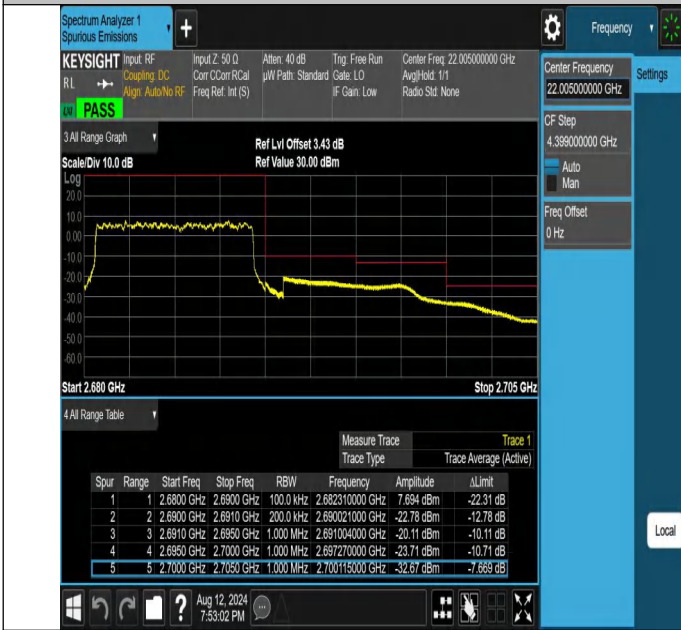 Spectrum Analyzer 1
Spurious Emissions
+
Frequency
KEYSIGHT
RL
PASS
Input: RF
Coupling: DC
Align: Auto/No RF
Input Z: 50 Ω
Corr CCorr RCal
Freq Ref: Int (S)
Atten: 40 dB
µW Path: Standard
Trig: Free Run
Gate: LO
IF Gain: Low
Center Freq: 22.005000000 GHz
Avg|Hold: 1/1
Radio Std: None
Center Frequency
22.005000000 GHz
Settings
CF Step
4.399000000 GHz
Auto
Man
Freq Offset
0 Hz
Local
3 All Range Graph
Ref Lvl Offset 3.43 dB
Scale/Div 10.0 dB
Ref Value 30.00 dBm
Log
20.0
10.0
0.00
-10.0
-20.0
-30.0
-40.0
-50.0
-60.0
Start 2.680 GHz
Stop 2.705 GHz
4 All Range Table
Measure Trace Trace 1
Trace Type Trace Average (Active)
Spur Range Start Freq Stop Freq RBW Frequency Amplitude ΔLimit
1 1 2.6800 GHz 2.6900 GHz 100.0 kHz 2.682310000 GHz 7.694 dBm -22.31 dB
2 2 2.6900 GHz 2.6910 GHz 200.0 kHz 2.690021000 GHz -22.78 dBm -12.78 dB
3 3 2.6910 GHz 2.6950 GHz 1.000 MHz 2.691004000 GHz -20.11 dBm -10.11 dB
4 4 2.6950 GHz 2.7000 GHz 1.000 MHz 2.697270000 GHz -23.71 dBm -10.71 dB
5 5 2.7000 GHz 2.7050 GHz 1.000 MHz 2.700115000 GHz -32.67 dBm -7.669 dB
?
Aug 12, 2024
7:53:02 PM